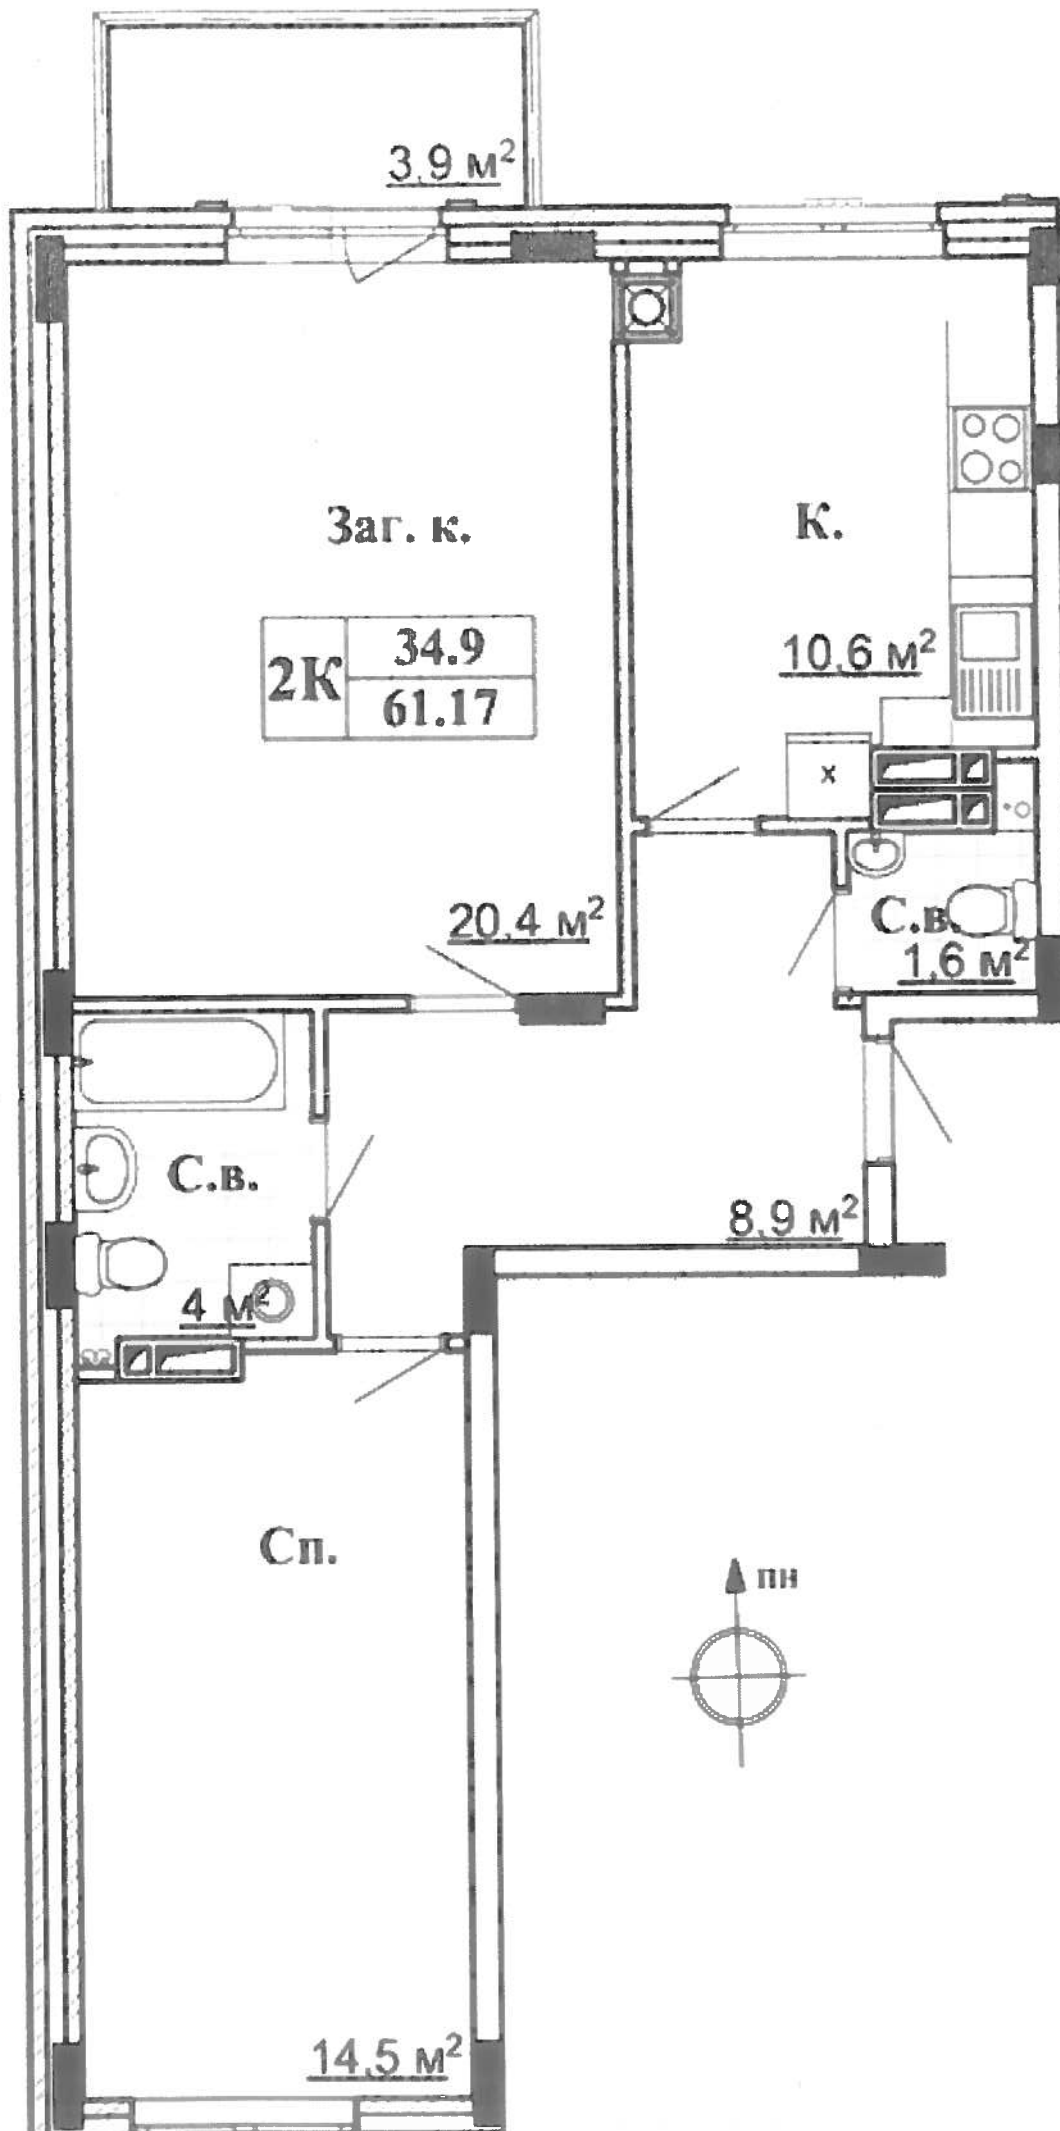 3,9 м²
Заг. к.
К.
2К
34.9
61.17
10,6 м²
x
20,4 м²
С.в.
1,6 м²
С.в.
8,9 м²
4 м²
Сп.
пн
14,5 м²